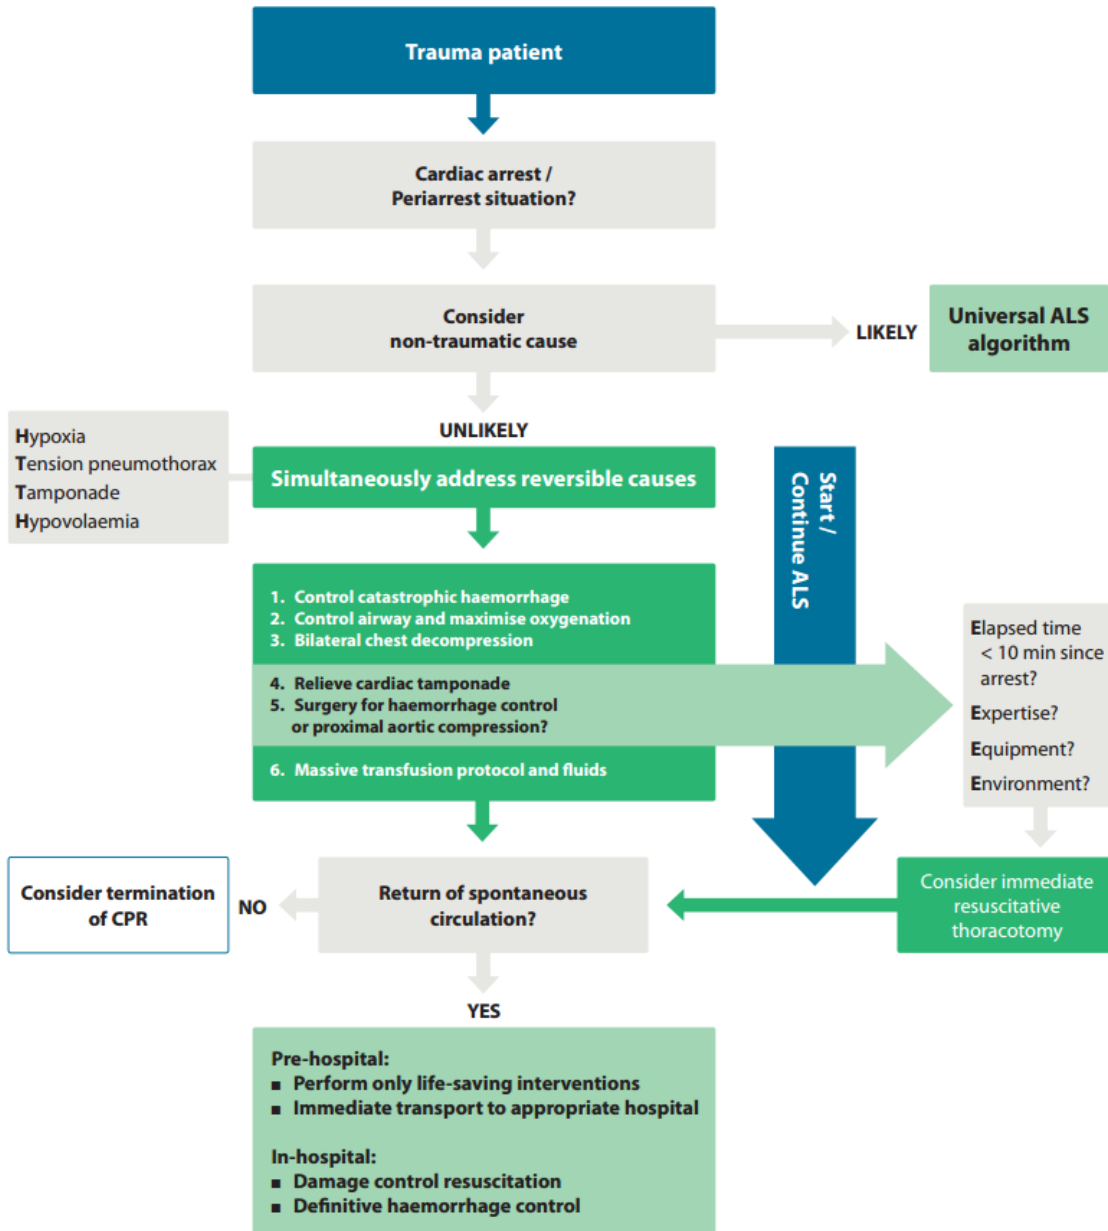 Trauma patient
Cardiac arrest /
Periarrest situation?
Consider
non-traumatic cause
LIKELY
Universal ALS
algorithm
UNLIKELY
Hypoxia
Tension pneumothorax
Tamponade
Hypovolaemia
Simultaneously address reversible causes
Start /
Continue ALS
1. Control catastrophic haemorrhage
2. Control airway and maximise oxygenation
3. Bilateral chest decompression
4. Relieve cardiac tamponade
5. Surgery for haemorrhage control
or proximal aortic compression?
6. Massive transfusion protocol and fluids
Elapsed time
< 10 min since
arrest?
Expertise?
Equipment?
Environment?
Consider immediate
resuscitative
thoracotomy
Return of spontaneous
circulation?
NO
Consider termination
of CPR
YES
Pre-hospital:
■ Perform only life-saving interventions
■ Immediate transport to appropriate hospital
In-hospital:
■ Damage control resuscitation
■ Definitive haemorrhage control